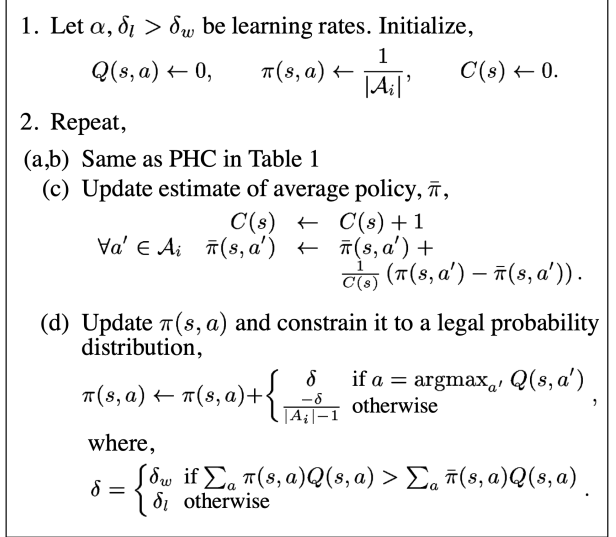 1. Let α, δ_l > δ_w be learning rates. Initialize,
Q(s, a) ← 0, π(s, a) ← 1/|𝒜_i|, C(s) ← 0.
2. Repeat,
(a,b) Same as PHC in Table 1
(c) Update estimate of average policy, π̄,
C(s) ← C(s) + 1
∀a′ ∈ 𝒜_i π̄(s, a′) ← π̄(s, a′) +
1/C(s) (π(s, a′) − π̄(s, a′)).
(d) Update π(s, a) and constrain it to a legal probability
distribution,
π(s, a) ← π(s, a)+{ δ if a = argmax_a′ Q(s, a′)
−δ/|A_i|−1 otherwise ,
where,
δ = { δ_w if ∑_a π(s, a)Q(s, a) > ∑_a π̄(s, a)Q(s, a)
δ_l otherwise .